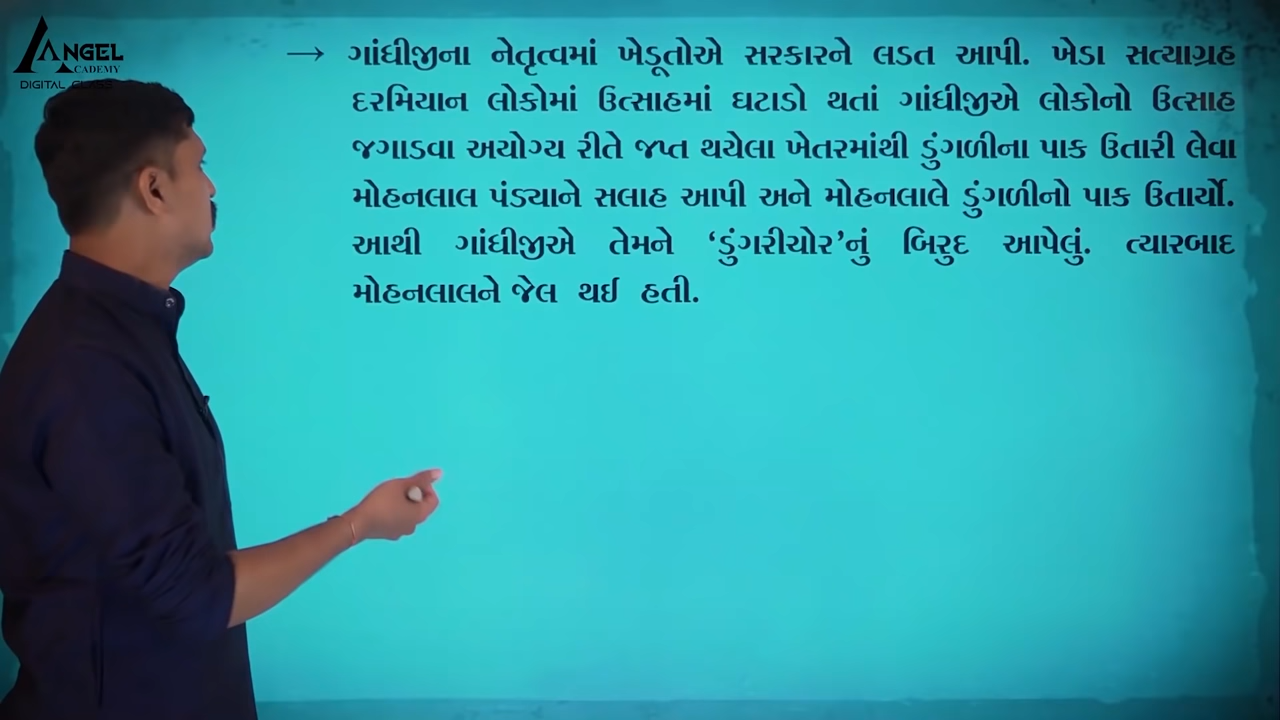 ANGEL
ACADEMY
DIGITAL CLASS
→ ગાંધીજીના નેતૃત્વમાં ખેડૂતોએ સરકારને લડત આપી. ખેડા સત્યાગ્રહ
દરમિયાન લોકોમાં ઉત્સાહમાં ઘટાડો થતાં ગાંધીજીએ લોકોનો ઉત્સાહ
જગાડવા અયોગ્ય રીતે જપ્ત થયેલા ખેતરમાંથી ડુંગળીના પાક ઉતારી લેવા
મોહનલાલ પંડ્યાને સલાહ આપી અને મોહનલાલે ડુંગળીનો પાક ઉતાર્યો.
આથી ગાંધીજીએ તેમને ‘ડુંગરીચોર’નું બિરુદ આપેલું. ત્યારબાદ
મોહનલાલને જેલ થઈ હતી.